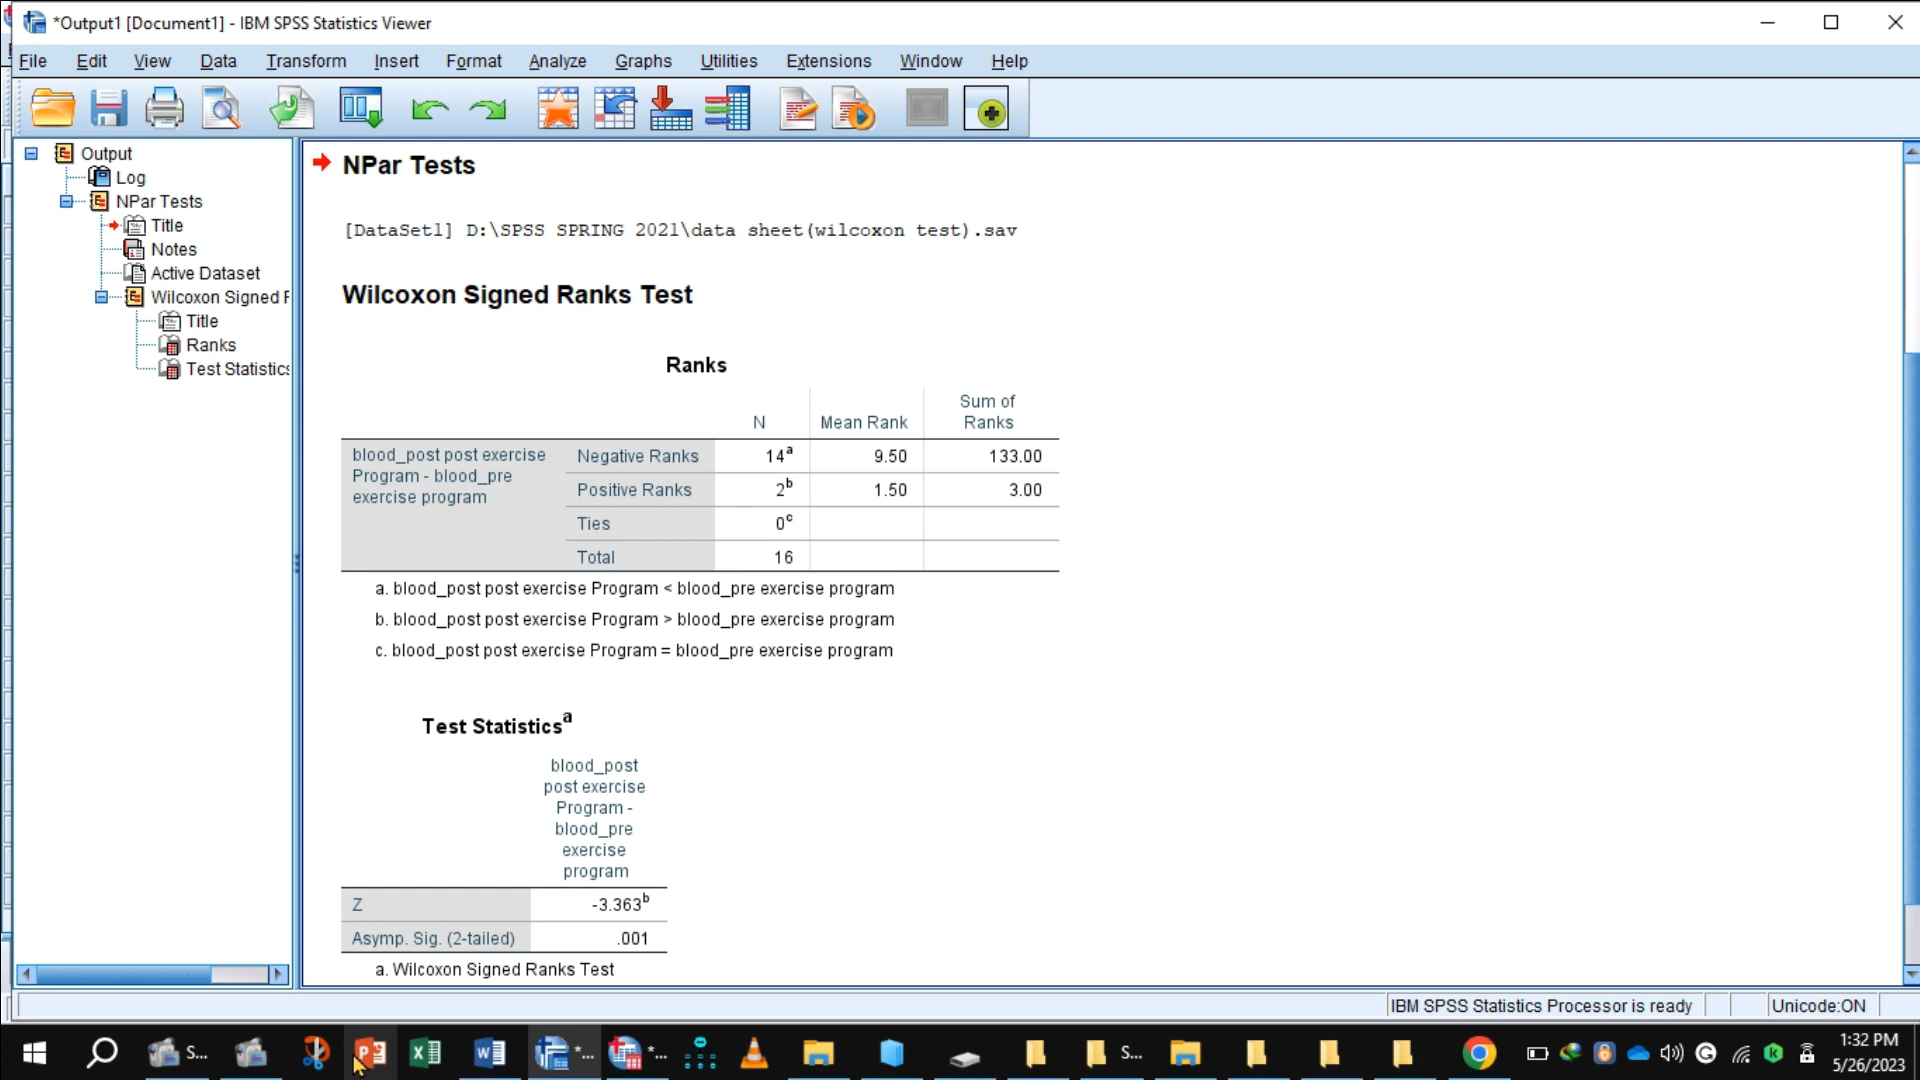 *Output1 [Document1] - IBM SPSS Statistics Viewer
File Edit View Data Transform Insert Format Analyze Graphs Utilities Extensions Window Help
Output
Log
NPar Tests
Title
Notes
Active Dataset
Wilcoxon Signed
Title
Ranks
Test Statistics
NPar Tests
[DataSet1] D:\SPSS SPRING 2021\data sheet(wilcoxon test).sav
Wilcoxon Signed Ranks Test
Ranks
N Mean Rank Sum of Ranks
blood_post post exercise Program - blood_pre exercise program
Negative Ranks 14a 9.50 133.00
Positive Ranks 2b 1.50 3.00
Ties 0c
Total 16
a. blood_post post exercise Program < blood_pre exercise program
b. blood_post post exercise Program > blood_pre exercise program
c. blood_post post exercise Program = blood_pre exercise program
Test Statisticsa
blood_post
post exercise
Program -
blood_pre
exercise
program
Z -3.363b
Asymp. Sig. (2-tailed) .001
a. Wilcoxon Signed Ranks Test
IBM SPSS Statistics Processor is ready Unicode:ON
S... *... *... S...
1:32 PM
5/26/2023